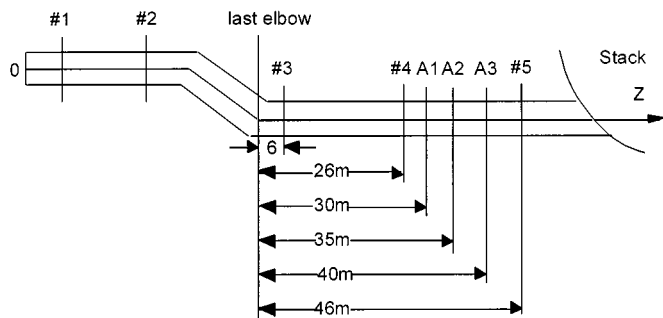 #1 #2 last elbow
Stack
0 #3 #4 A1 A2 A3 #5
Z
6
26m
30m
35m
40m
46m